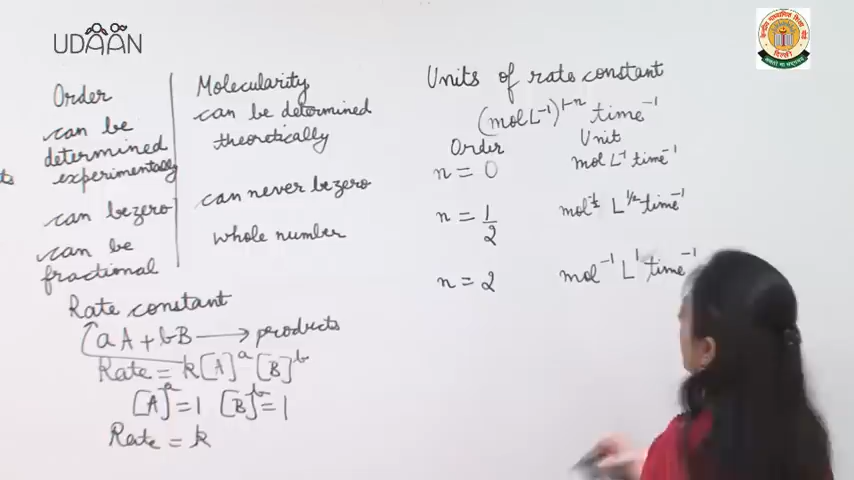 UDAAN
Order
can be
determined
experimentally
can be zero
can be
fractional
Molecularity
can be determined
theoretically
can never be zero
whole number
Rate constant
aA + bB ⟶ products
Rate = k[A]^a [B]^b
[A]^a = 1 [B]^b = 1
Rate = k
Units of rate constant
(mol L⁻¹)^1-n time⁻¹
Order Unit
n = 0 mol L⁻¹ time⁻¹
n = 1/2 mol^-1/2 L^1/2 time⁻¹
n = 2 mol⁻¹ L¹ time⁻¹